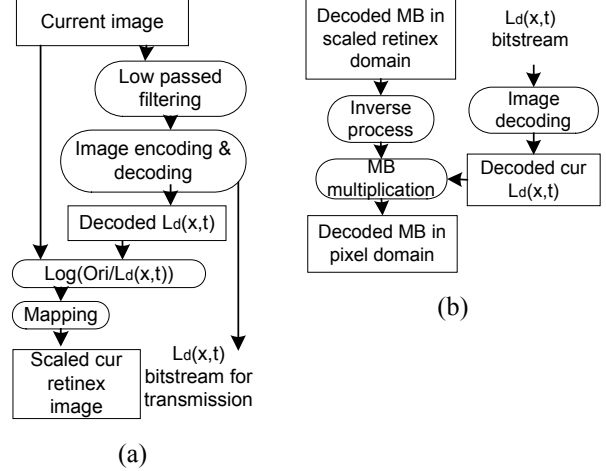 Current image
Low passed
filtering
Image encoding &
decoding
Decoded Ld(x,t)
Log(Ori/Ld(x,t))
Mapping
Scaled cur
retinex
image
Ld(x,t)
bitstream for
transmission
(a)
Decoded MB in
scaled retinex
domain
Ld(x,t)
bitstream
Inverse
process
Image
decoding
MB
multiplication
Decoded cur
Ld(x,t)
Decoded MB in
pixel domain
(b)